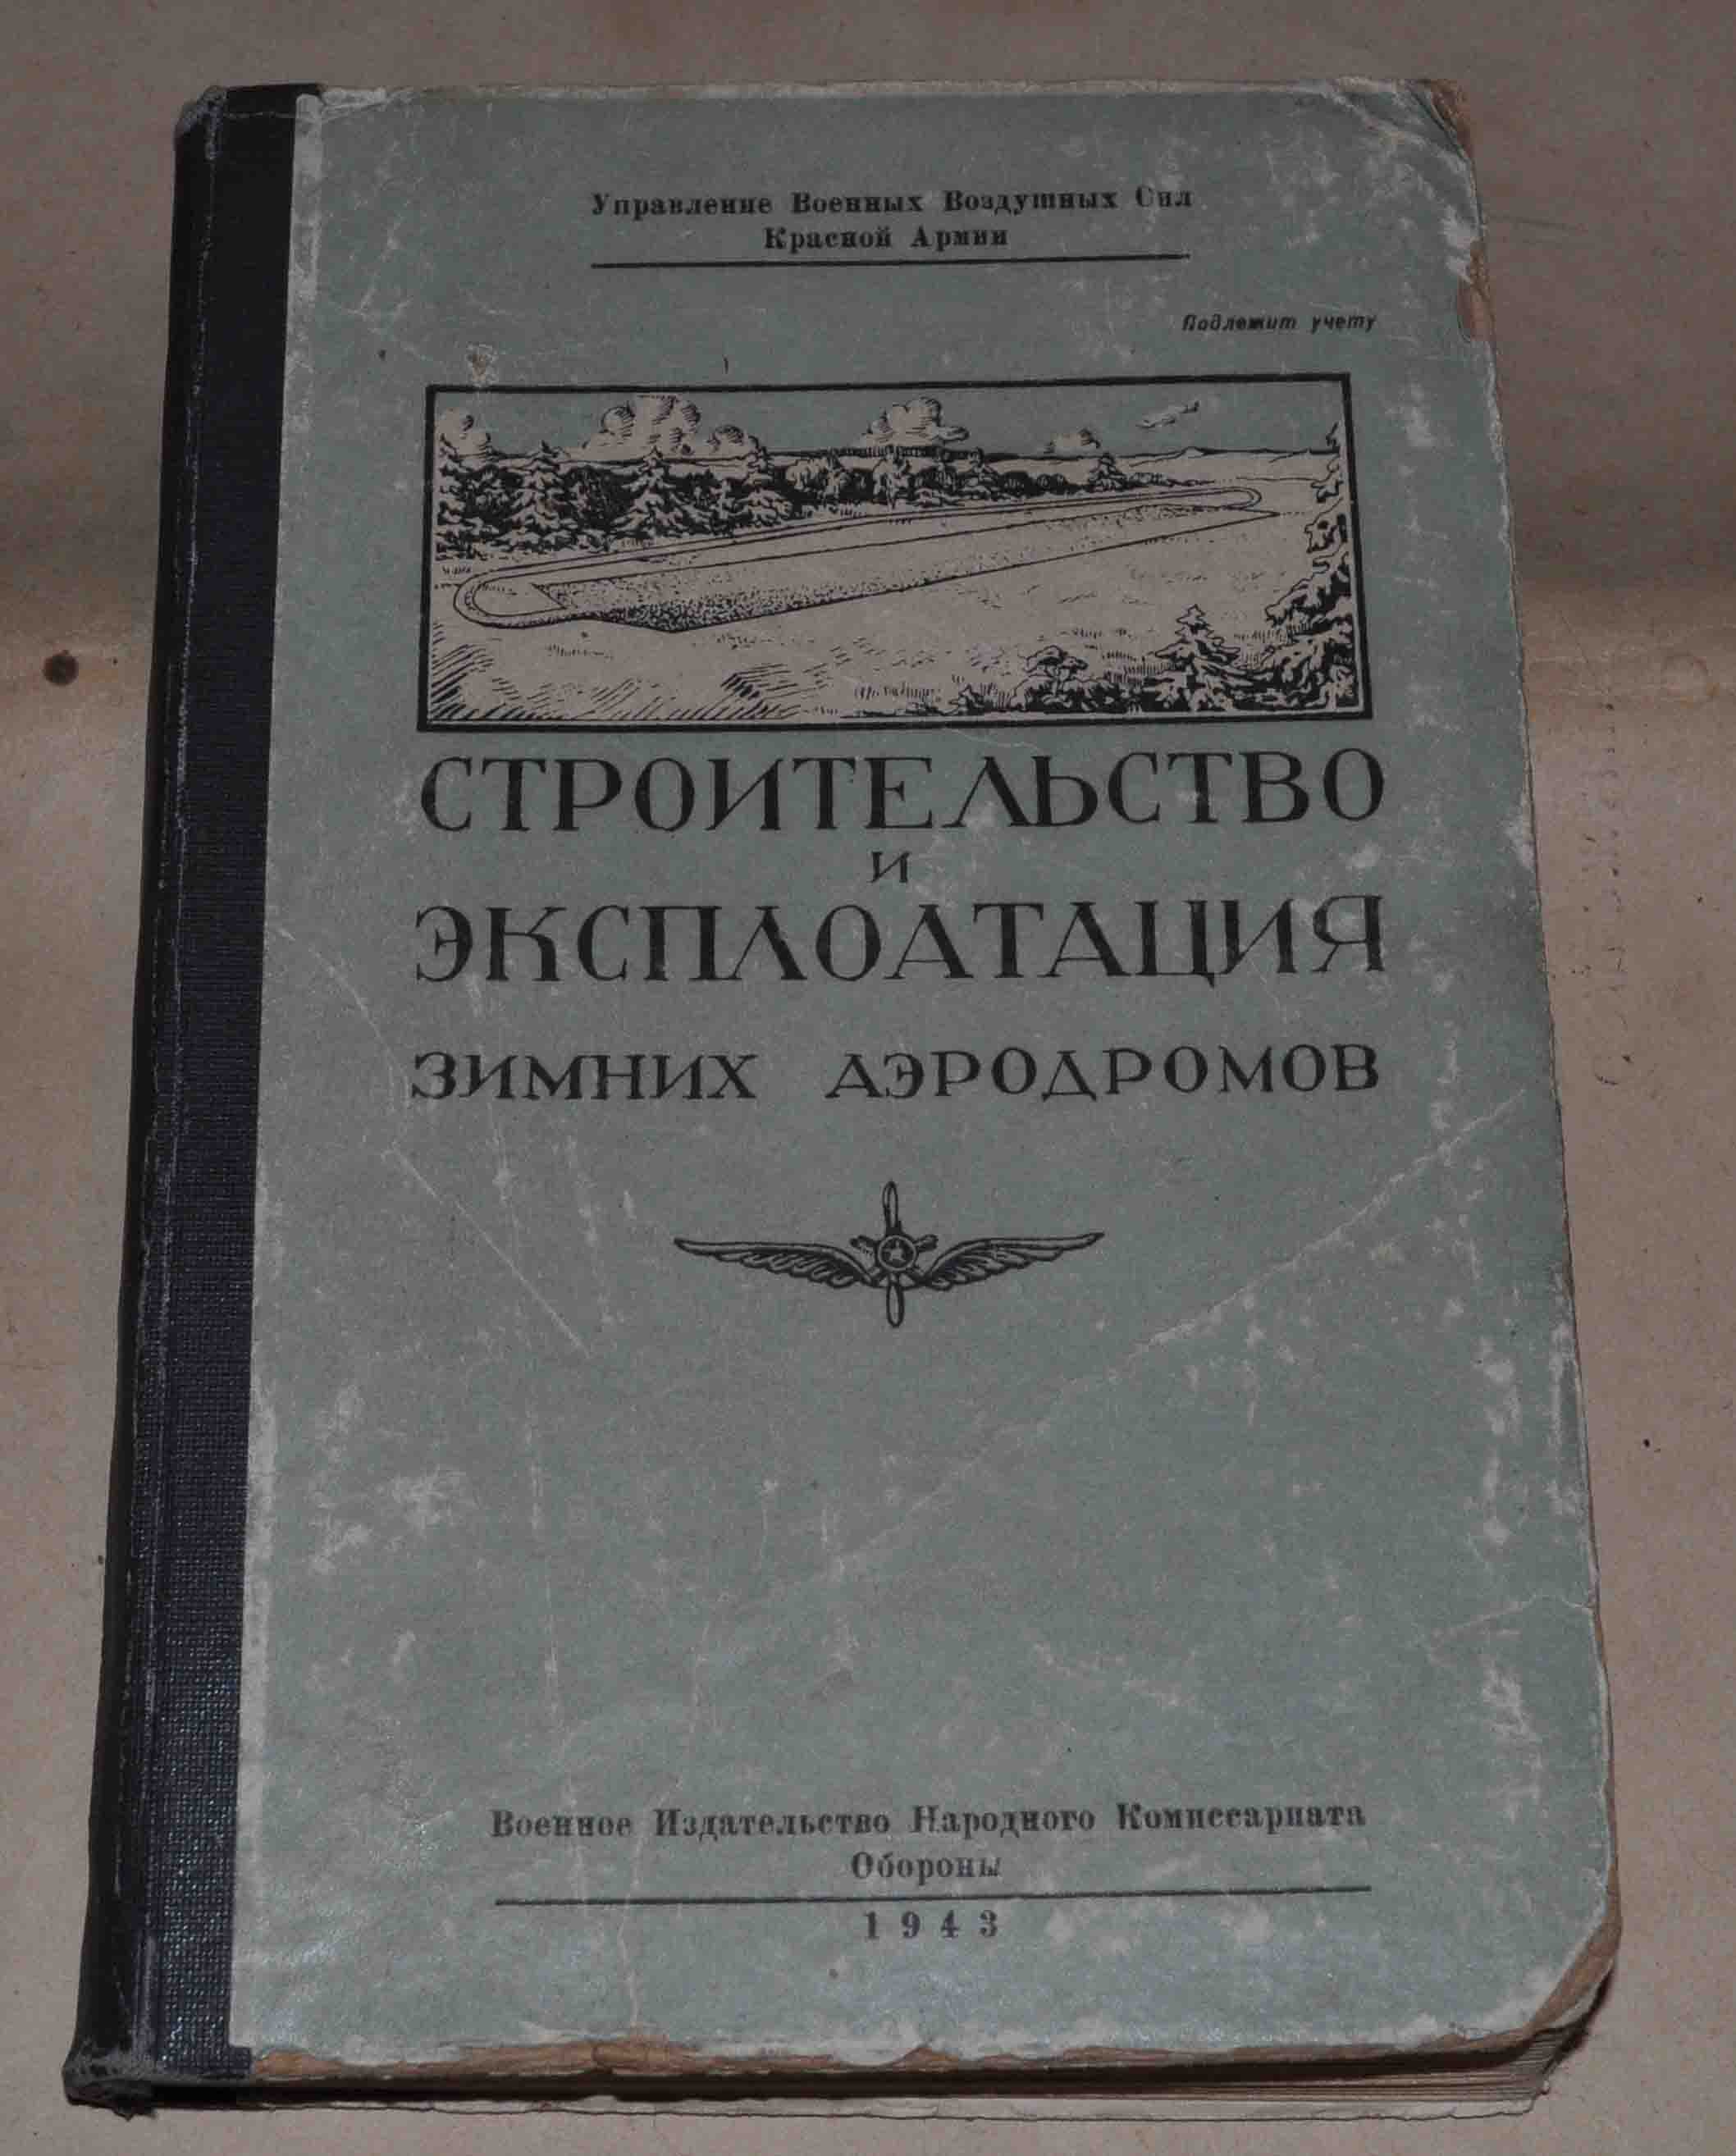 Управление Военных Воздушных Сил
Красной Армии
Подлежит учету
СТРОИТЕЛЬСТВО
И
ЭКСПЛОАТАЦИЯ
ЗИМНИХ АЭРОДРОМОВ
Военное Издательство Народного Комиссариата
Обороны
1943